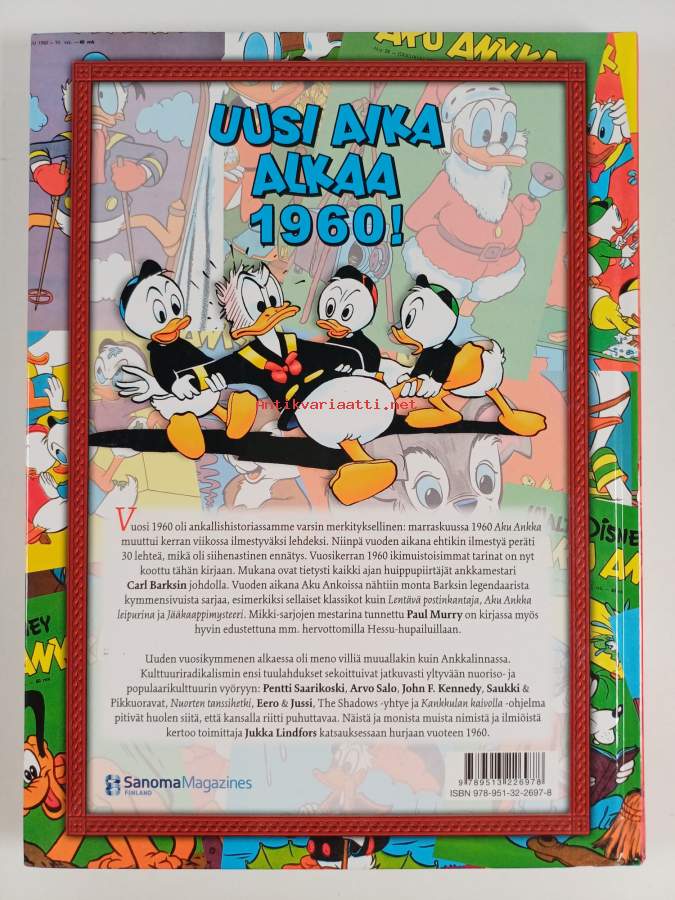 U 1960 – 10. vsk. – 40 mk
AKU ANKKA
UUSI AIKA
ALKAA
1960!
Antikvariaatti.net
Vuosi 1960 oli ankallishistoriassamme varsin merkityksellinen: marraskuussa 1960 Aku Ankka
muuttui kerran viikossa ilmestyväksi lehdeksi. Niinpä vuoden aikana ehtikin ilmestyä peräti
30 lehteä, mikä oli siihenastinen ennätys. Vuosikerran 1960 ikimuistoisimmat tarinat on nyt
koottu tähän kirjaan. Mukana ovat tietysti kaikki ajan huippupiirtäjät ankkamestari
Carl Barksin johdolla. Vuoden aikana Aku Ankoissa nähtiin monta Barksin legendaarista
kymmensivuista sarjaa, esimerkiksi sellaiset klassikot kuin Lentävä postinkantaja, Aku Ankka
leipurina ja Jääkaappimysteeri. Mikki-sarjojen mestarina tunnettu Paul Murry on kirjassa myös
hyvin edustettuna mm. hervottomilla Hessu-hupailuillaan.
Uuden vuosikymmenen alkaessa oli meno villiä muuallakin kuin Ankkalinnassa.
Kulttuuriradikalismin ensi tuulahdukset sekoittuivat jatkuvasti yltyvään nuoriso- ja
populaarikulttuurin vyöryyn: Pentti Saarikoski, Arvo Salo, John F. Kennedy, Saukki &
Pikkuoravat, Nuorten tanssihetki, Eero & Jussi, The Shadows -yhtye ja Kankkulan kaivolla -ohjelma
pitivät huolen siitä, että kansalla riitti puhuttavaa. Näistä ja monista muista nimistä ja ilmiöistä
kertoo toimittaja Jukka Lindfors katsauksessaan hurjaan vuoteen 1960.
SanomaMagazines
FINLAND
9 789513 226978
ISBN 978-951-32-2697-8